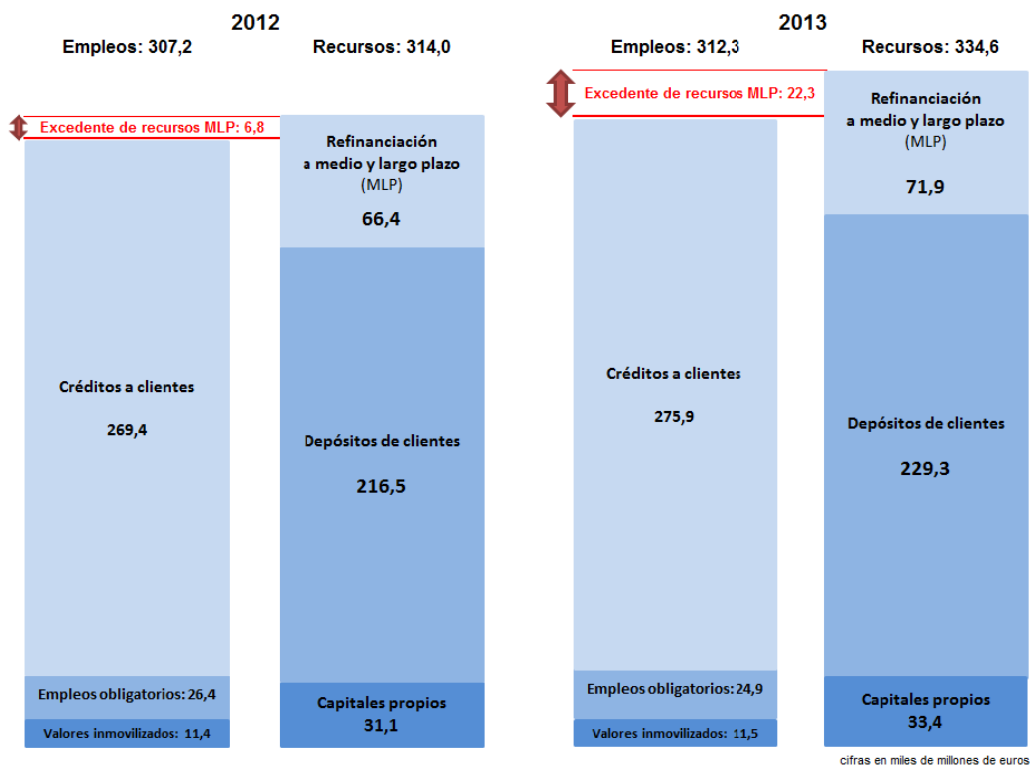 2012
Empleos: 307,2
Recursos: 314,0
Excedente de recursos MLP: 6,8
Refinanciación
a medio y largo plazo
(MLP)
66,4
Créditos a clientes
269,4
Depósitos de clientes
216,5
Empleos obligatorios: 26,4
Capitales propios
31,1
Valores inmovilizados: 11,4
2013
Empleos: 312,3
Recursos: 334,6
Excedente de recursos MLP: 22,3
Refinanciación
a medio y largo plazo
(MLP)
71,9
Créditos a clientes
275,9
Depósitos de clientes
229,3
Empleos obligatorios: 24,9
Capitales propios
33,4
Valores inmovilizados: 11,5
cifras en miles de millones de euros